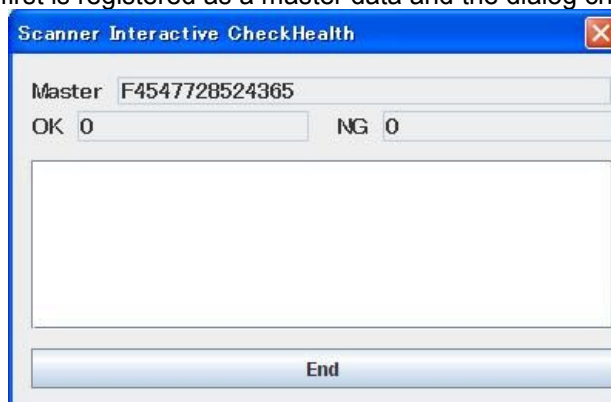 first is registered as a master data and the dialog
Scanner Interactive CheckHealth
Master F4547728524365
OK 0 NG 0
End